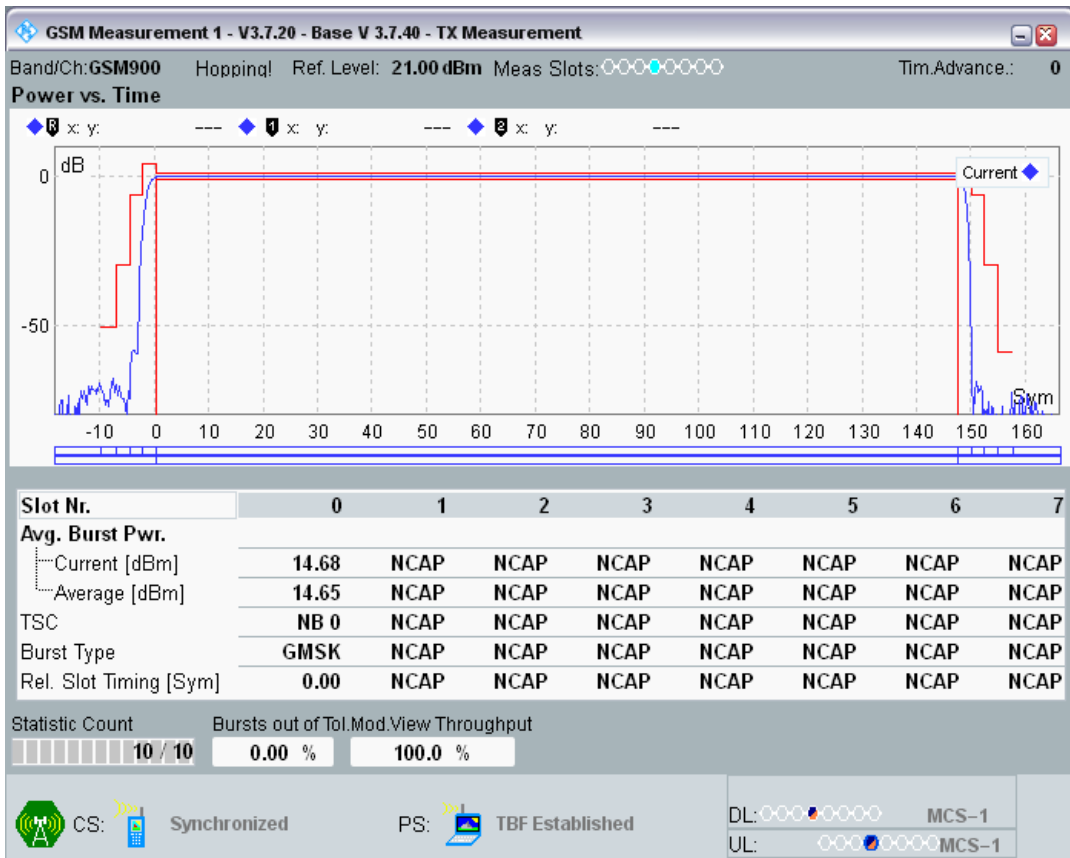 GSM Measurement 1 - V3.7.20 - Base V 3.7.40 - TX Measurement
Band/Ch:GSM900 Hopping! Ref. Level: 21.00 dBm Meas Slots: Tim.Advance.: 0
Power vs. Time
R x: y: --- 1 x: y: --- 2 x: y: ---
dB
Current
0
-50
Sym
-10 0 10 20 30 40 50 60 70 80 90 100 110 120 130 140 150 160
Slot Nr. 0 1 2 3 4 5 6 7
Avg. Burst Pwr.
Current [dBm] 14.68 NCAP NCAP NCAP NCAP NCAP NCAP NCAP
Average [dBm] 14.65 NCAP NCAP NCAP NCAP NCAP NCAP NCAP
TSC NB 0 NCAP NCAP NCAP NCAP NCAP NCAP NCAP
Burst Type GMSK NCAP NCAP NCAP NCAP NCAP NCAP NCAP
Rel. Slot Timing [Sym] 0.00 NCAP NCAP NCAP NCAP NCAP NCAP NCAP
Statistic Count Bursts out of Tol.Mod.View Throughput
10 / 10 0.00 % 100.0 %
CS: Synchronized PS: TBF Established
DL: MCS-1
UL: MCS-1